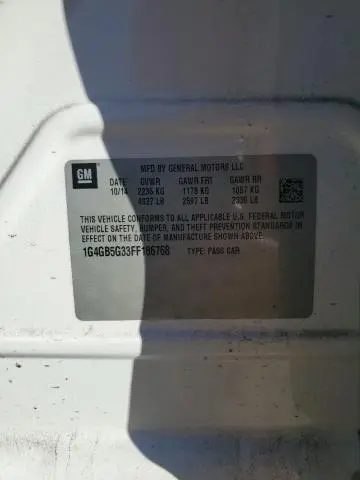 GM
MFD BY GENERAL MOTORS LLC
DATE GVWR GAWR FRT GAWR RR
10/14 2235 KG 1178 KG 1057 KG
4927 LB 2597 LB 2330 LB
THIS VEHICLE CONFORMS TO ALL APPLICABLE U.S. FEDERAL MOTOR
VEHICLE SAFETY, BUMPER, AND THEFT PREVENTION STANDARDS
IN EFFECT ON THE DATE OF MANUFACTURE SHOWN ABOVE.
1G4GB5G33FF186768 TYPE: PASS CAR